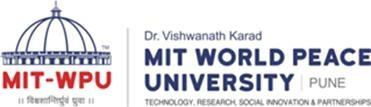 TM
MIT-WPU
॥ विश्वशान्तिर्ध्रुवं ध्रुवा ॥
Dr. Vishwanath Karad
MIT WORLD PEACE
UNIVERSITY | PUNE
TECHNOLOGY, RESEARCH, SOCIAL INNOVATION & PARTNERSHIPS